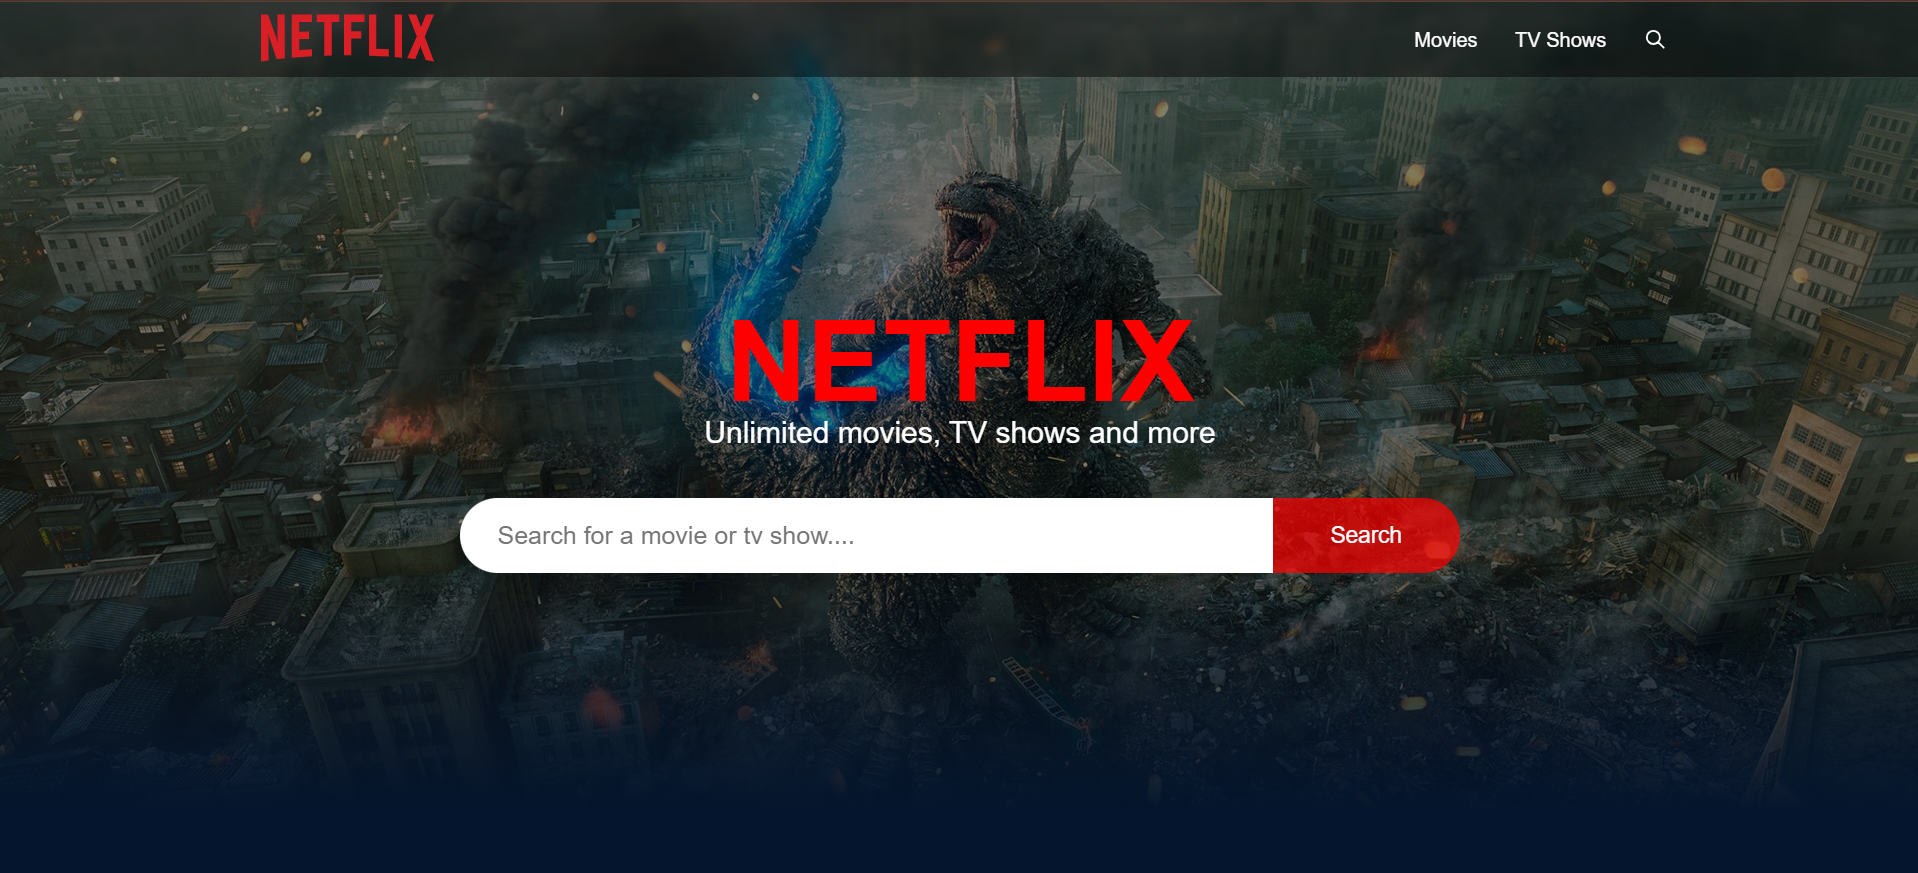 NETFLIX
Movies
TV Shows
NETFLIX
Unlimited movies, TV shows and more
Search for a movie or tv show....
Search